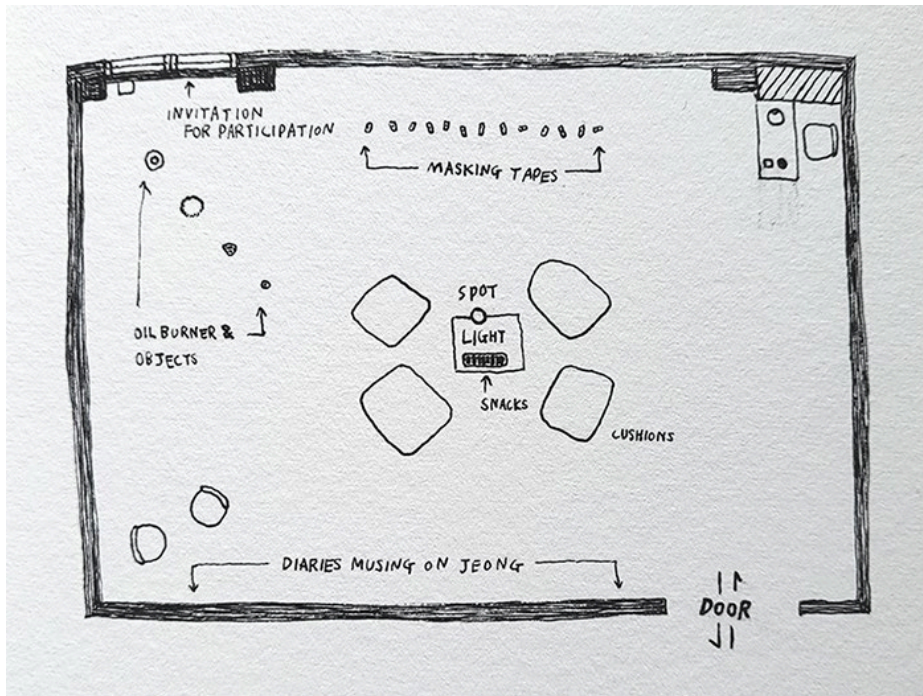 INVITATION
FOR PARTICIPATION
MASKING TAPES
SPOT
LIGHT
SNACKS
CUSHIONS
OIL BURNER &
OBJECTS
DIARIES MUSING ON JEONG
DOOR